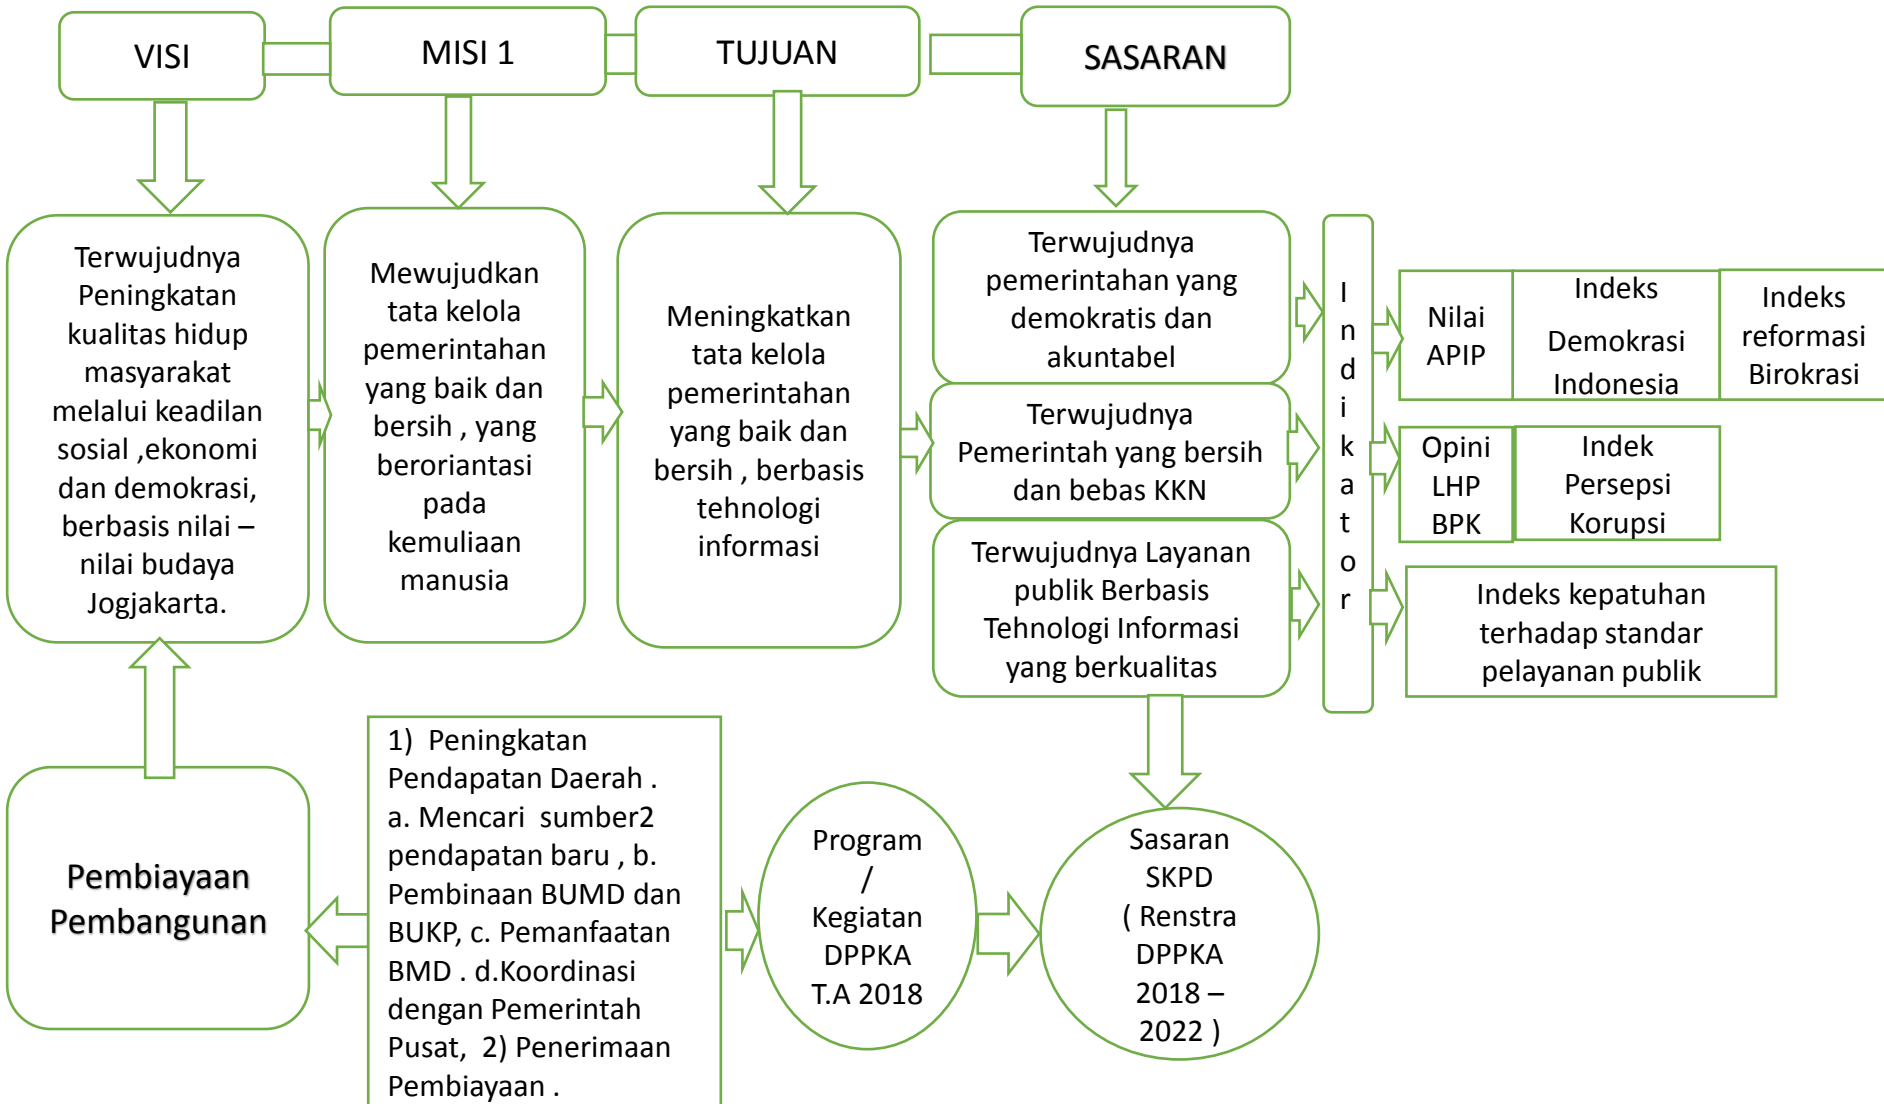 VISI
MISI 1
TUJUAN
SASARAN
Terwujudnya
Peningkatan
kualitas hidup
masyarakat
melalui keadilan
sosial ,ekonomi
dan demokrasi,
berbasis nilai –
nilai budaya
Jogjakarta.
Mewujudkan
tata kelola
pemerintahan
yang baik dan
bersih , yang
beroriantasi
pada
kemuliaan
manusia
Meningkatkan
tata kelola
pemerintahan
yang baik dan
bersih , berbasis
tehnologi
informasi
Terwujudnya
pemerintahan yang
demokratis dan
akuntabel
Terwujudnya
Pemerintah yang bersih
dan bebas KKN
Terwujudnya Layanan
publik Berbasis
Tehnologi Informasi
yang berkualitas
I
n
d
i
k
a
t
o
r
Nilai
APIP
Indeks
Demokrasi
Indonesia
Indeks
reformasi
Birokrasi
Opini
LHP
BPK
Indek
Persepsi
Korupsi
Indeks kepatuhan
terhadap standar
pelayanan publik
Pembiayaan
Pembangunan
1) Peningkatan
Pendapatan Daerah .
a. Mencari sumber2
pendapatan baru , b.
Pembinaan BUMD dan
BUKP, c. Pemanfaatan
BMD . d.Koordinasi
dengan Pemerintah
Pusat, 2) Penerimaan
Pembiayaan .
Program
/
Kegiatan
DPPKA
T.A 2018
Sasaran
SKPD
( Renstra
DPPKA
2018 –
2022 )